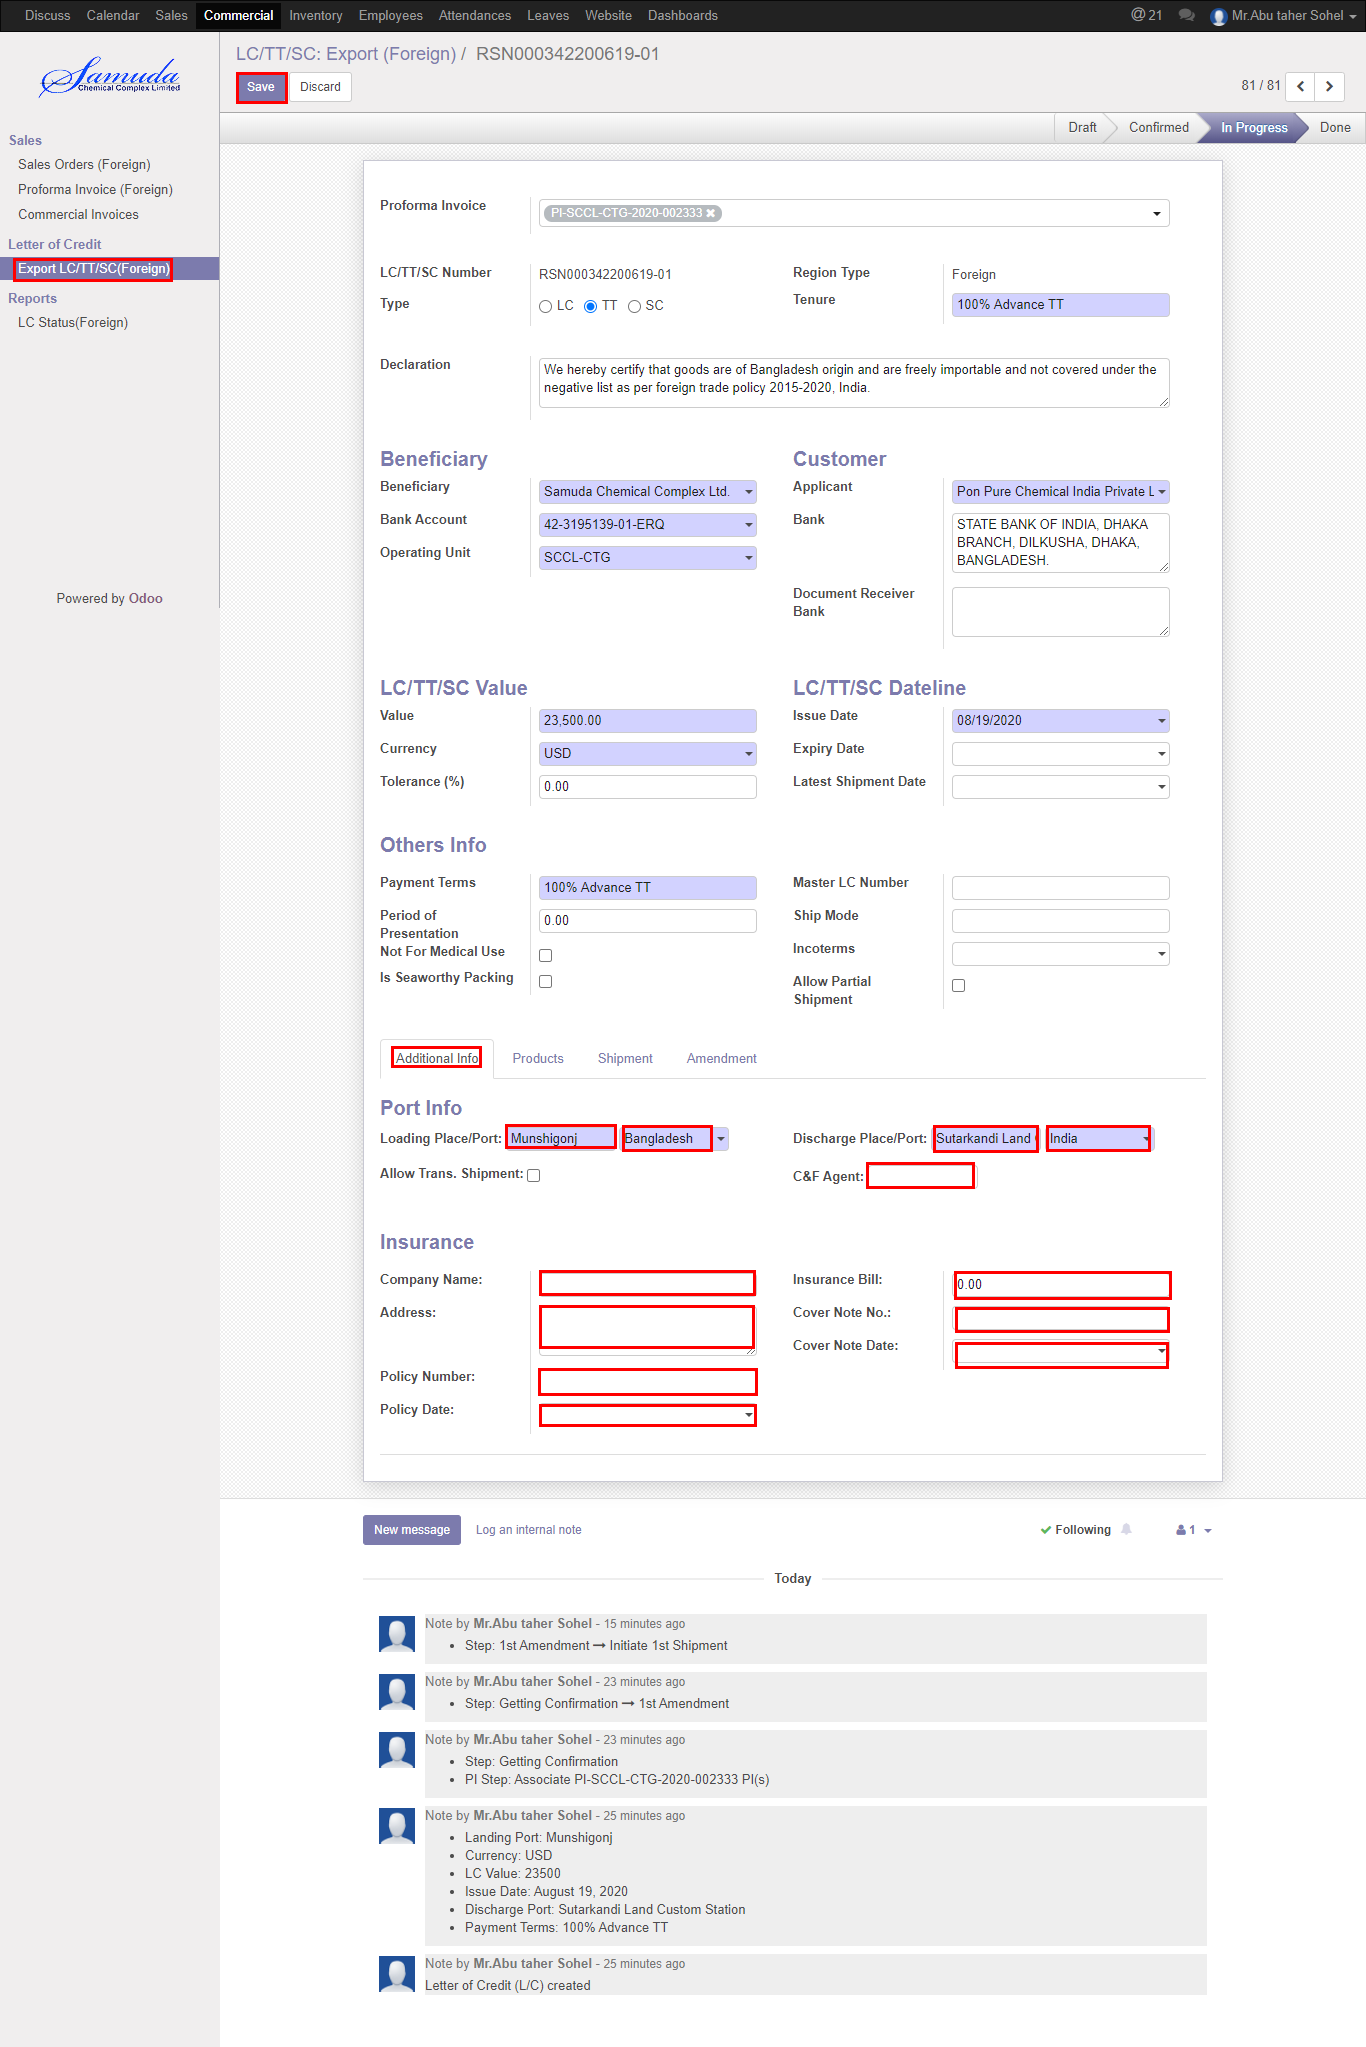 Discuss Calendar Sales Commercial Inventory Employees Attendances Leaves Website Dashboards @ 21 Mr.Abu taher Sohel
Samuda
Chemical Complex Limited
LC/TT/SC: Export (Foreign) / RSN000342200619-01
Save Discard
81 / 81
Draft Confirmed In Progress Done
Sales
Sales Orders (Foreign)
Proforma Invoice (Foreign)
Commercial Invoices
Letter of Credit
Export LC/TT/SC(Foreign)
Reports
LC Status(Foreign)
Powered by Odoo
Proforma Invoice PI-SCCL-CTG-2020-002333
LC/TT/SC Number RSN000342200619-01 Region Type Foreign
Type LC TT SC Tenure 100% Advance TT
Declaration We hereby certify that goods are of Bangladesh origin and are freely importable and not covered under the
negative list as per foreign trade policy 2015-2020, India.
Beneficiary Customer
Beneficiary Samuda Chemical Complex Ltd. Applicant Pon Pure Chemical India Private L
Bank Account 42-3195139-01-ERQ Bank STATE BANK OF INDIA, DHAKA
BRANCH, DILKUSHA, DHAKA,
BANGLADESH.
Operating Unit SCCL-CTG
Document Receiver
Bank
LC/TT/SC Value LC/TT/SC Dateline
Value 23,500.00 Issue Date 08/19/2020
Currency USD Expiry Date
Tolerance (%) 0.00 Latest Shipment Date
Others Info
Payment Terms 100% Advance TT Master LC Number
Period of
Presentation 0.00 Ship Mode
Not For Medical Use Incoterms
Is Seaworthy Packing Allow Partial
Shipment
Additional Info Products Shipment Amendment
Port Info
Loading Place/Port: Munshigonj Bangladesh Discharge Place/Port: Sutarkandi Land India
Allow Trans. Shipment: C&F Agent:
Insurance
Company Name: Insurance Bill: 0.00
Address: Cover Note No.:
Cover Note Date:
Policy Number:
Policy Date:
New message Log an internal note Following 1
Today
Note by Mr.Abu taher Sohel - 15 minutes ago
• Step: 1st Amendment → Initiate 1st Shipment
Note by Mr.Abu taher Sohel - 23 minutes ago
• Step: Getting Confirmation → 1st Amendment
Note by Mr.Abu taher Sohel - 23 minutes ago
• Step: Getting Confirmation
• PI Step: Associate PI-SCCL-CTG-2020-002333 PI(s)
Note by Mr.Abu taher Sohel - 25 minutes ago
• Landing Port: Munshigonj
• Currency: USD
• LC Value: 23500
• Issue Date: August 19, 2020
• Discharge Port: Sutarkandi Land Custom Station
• Payment Terms: 100% Advance TT
Note by Mr.Abu taher Sohel - 25 minutes ago
Letter of Credit (L/C) created